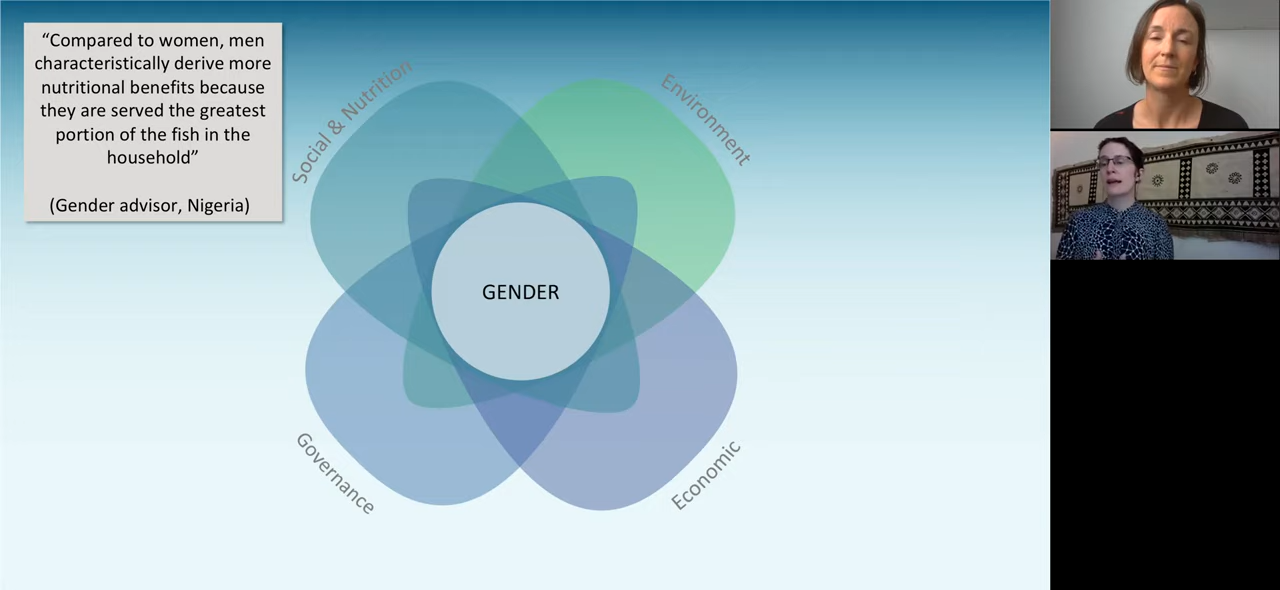 “Compared to women, men
characteristically derive more
nutritional benefits because
they are served the greatest
portion of the fish in the
household”
(Gender advisor, Nigeria)
Social & Nutrition
Environment
GENDER
Governance
Economic